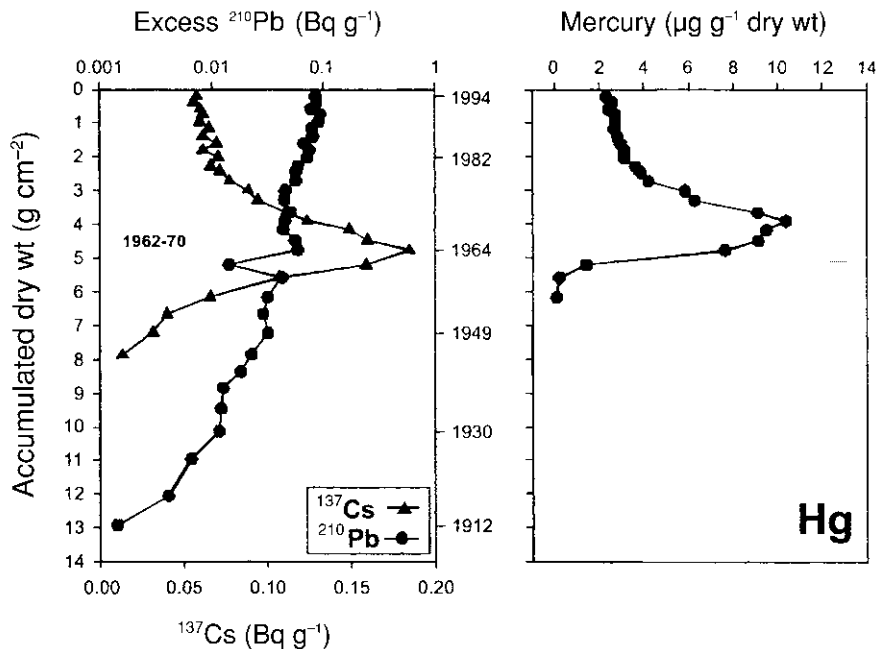 Excess ²¹⁰Pb (Bq g⁻¹)
0.001 0.01 0.1 1
Accumulated dry wt (g cm⁻²)
0
1
2
3
4
5
6
7
8
9
10
11
12
13
14
1962-70
1994
1982
1964
1949
1930
1912
¹³⁷Cs
²¹⁰Pb
0.00 0.05 0.10 0.15 0.20
¹³⁷Cs (Bq g⁻¹)
Mercury (µg g⁻¹ dry wt)
0 2 4 6 8 10 12 14
Hg